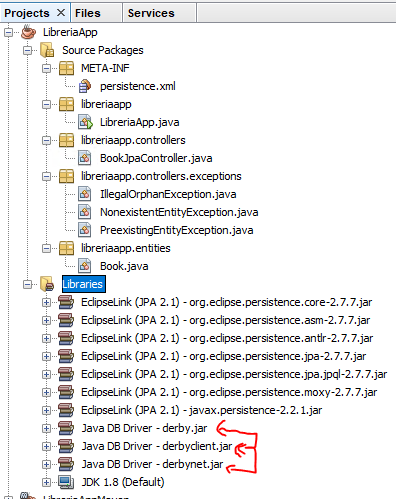 Projects
Files
Services
LibreriaApp
Source Packages
META-INF
persistence.xml
libreriaapp
LibreriaApp.java
libreriaapp.controllers
BookJpaController.java
libreriaapp.controllers.exceptions
IllegalOrphanException.java
NonexistentEntityException.java
PreexistingEntityException.java
libreriaapp.entities
Book.java
Libraries
EclipseLink (JPA 2.1) - org.eclipse.persistence.core-2.7.7.jar
EclipseLink (JPA 2.1) - org.eclipse.persistence.asm-2.7.7.jar
EclipseLink (JPA 2.1) - org.eclipse.persistence.antlr-2.7.7.jar
EclipseLink (JPA 2.1) - org.eclipse.persistence.jpa-2.7.7.jar
EclipseLink (JPA 2.1) - org.eclipse.persistence.jpa.jpql-2.7.7.jar
EclipseLink (JPA 2.1) - org.eclipse.persistence.moxy-2.7.7.jar
EclipseLink (JPA 2.1) - javax.persistence-2.2.1.jar
Java DB Driver - derby.jar
Java DB Driver - derbyclient.jar
Java DB Driver - derbynet.jar
JDK 1.8 (Default)
LibreriaAppMaven